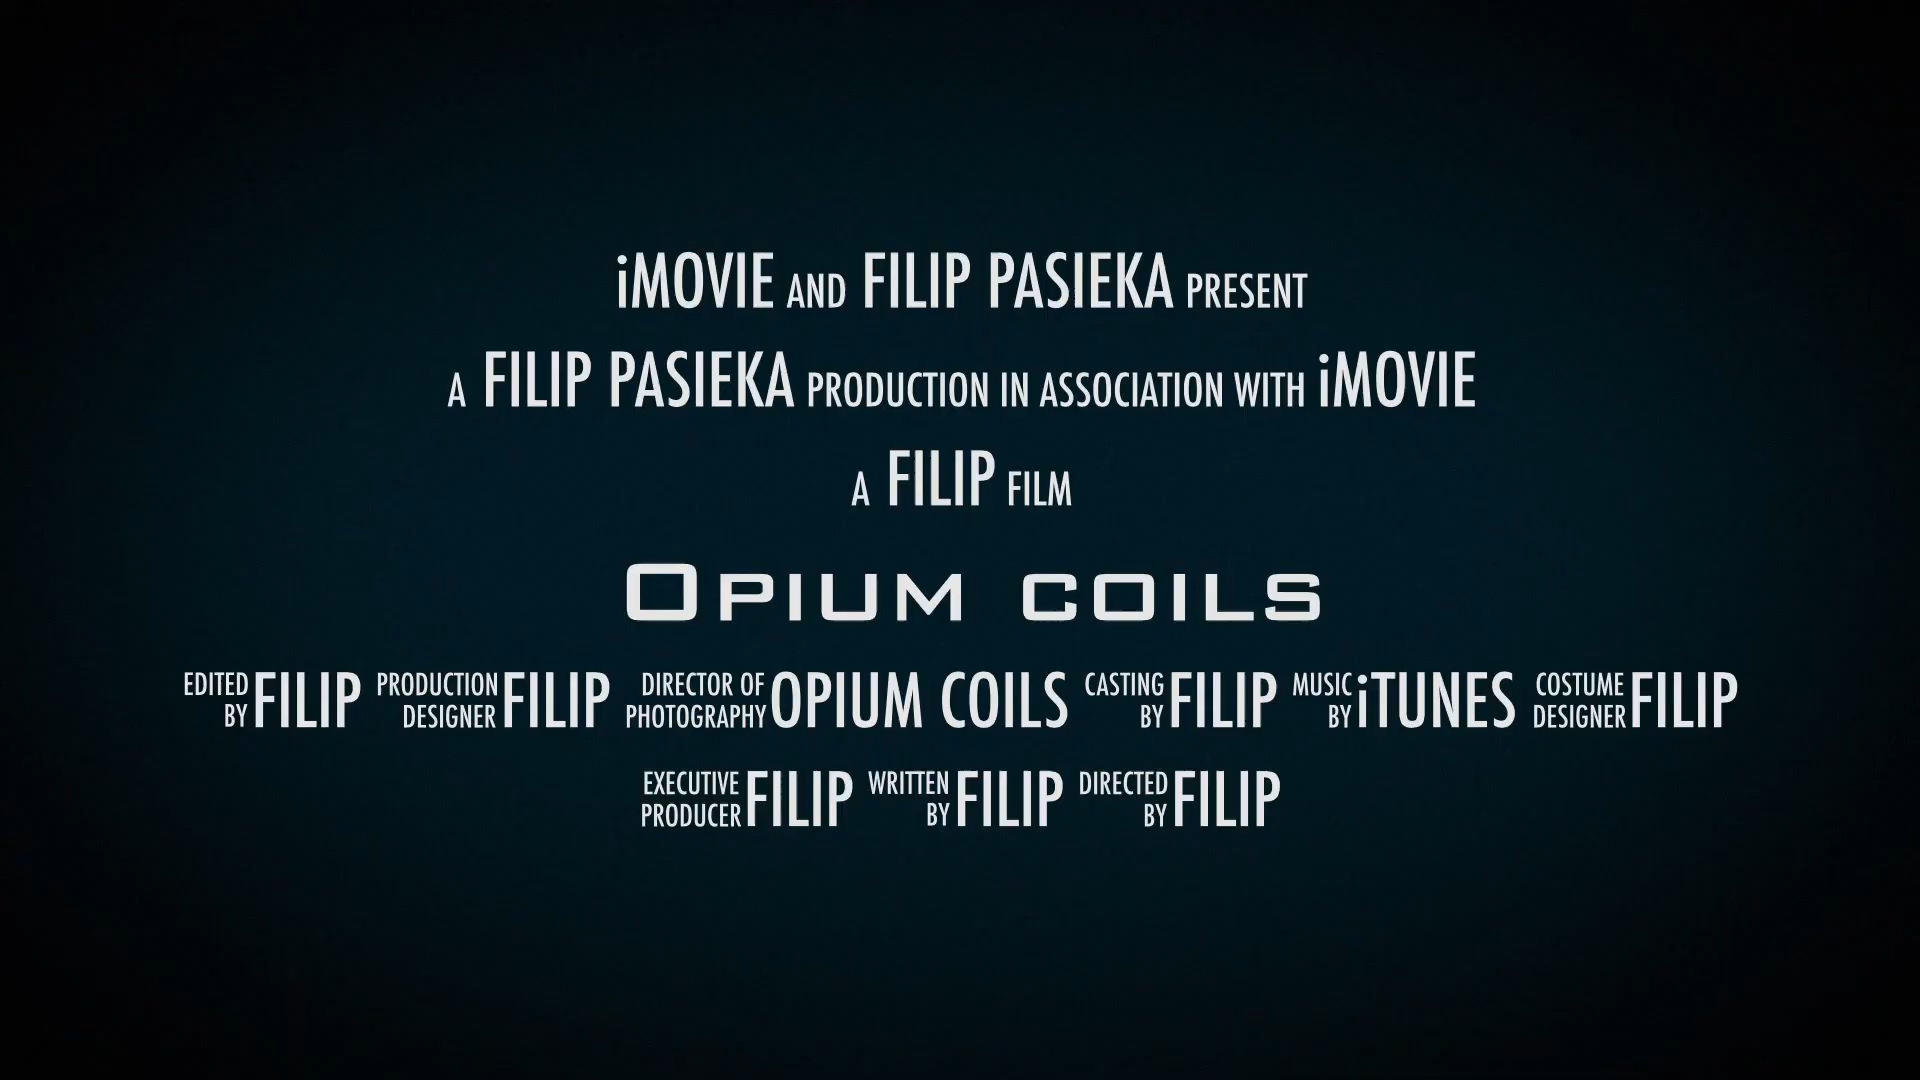 iMOVIE AND FILIP PASIEKA PRESENT
A FILIP PASIEKA PRODUCTION IN ASSOCIATION WITH iMOVIE
A FILIP FILM
OPIUM COILS
EDITED BY FILIP PRODUCTION DESIGNER FILIP DIRECTOR OF PHOTOGRAPHY OPIUM COILS CASTING BY FILIP MUSIC BY iTUNES COSTUME DESIGNER FILIP
EXECUTIVE PRODUCER FILIP WRITTEN BY FILIP DIRECTED BY FILIP